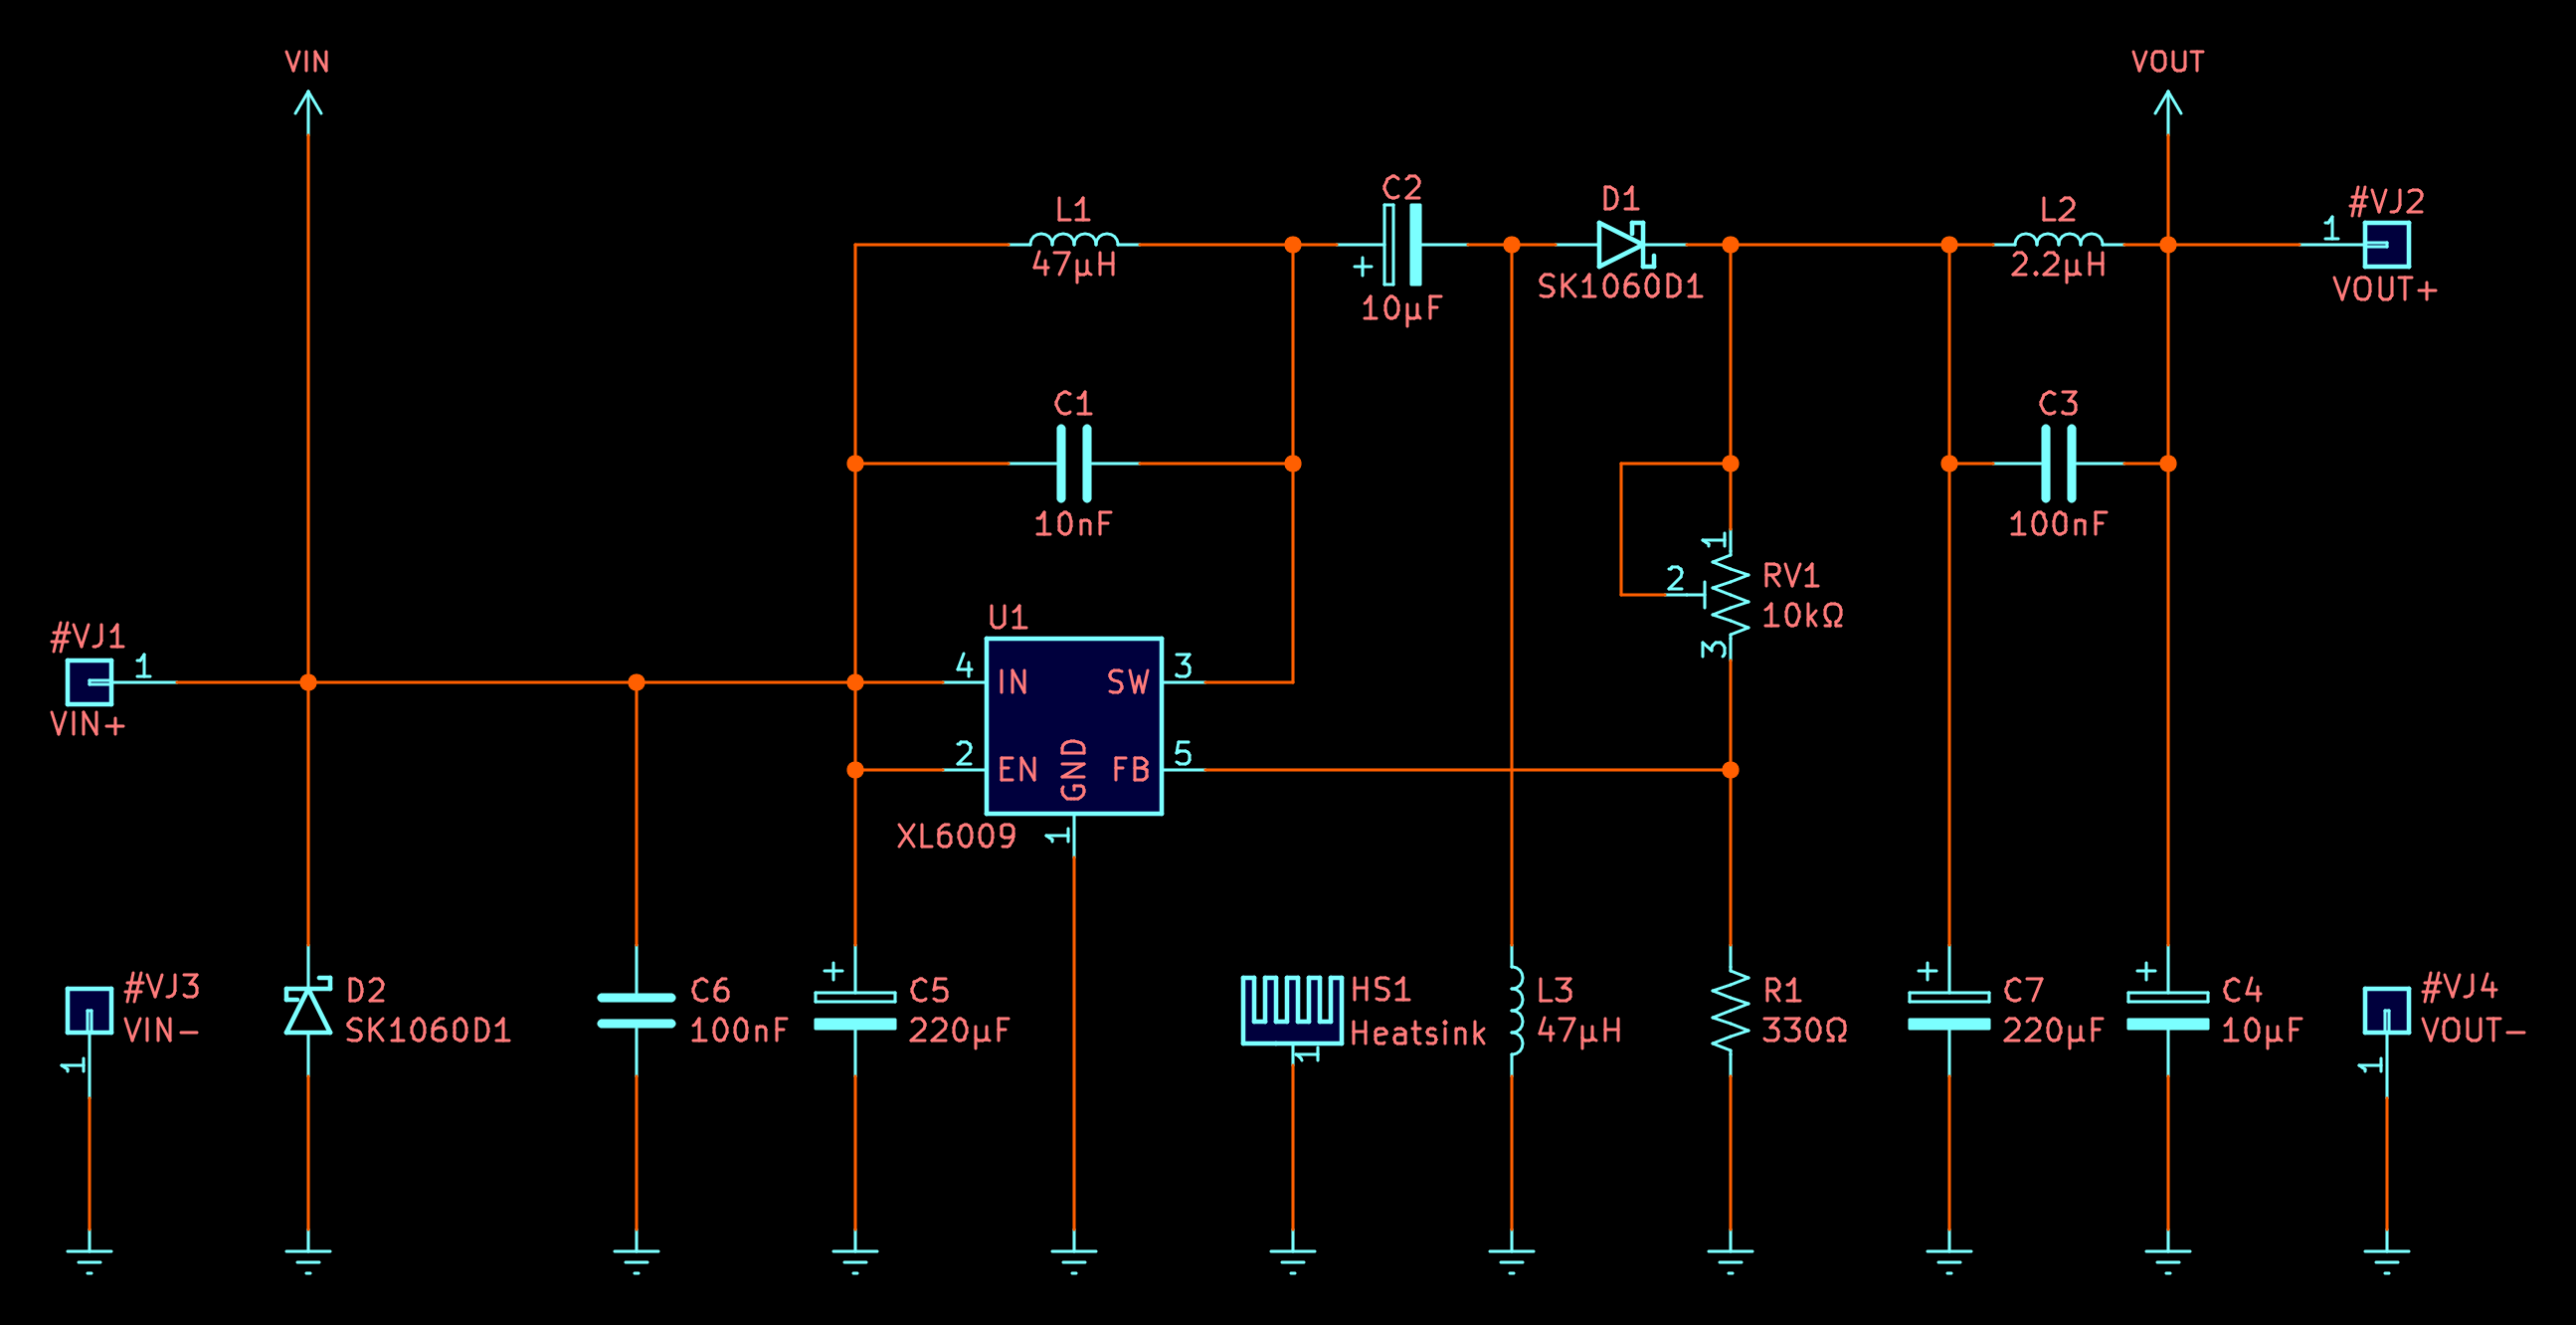 VIN
VOUT
C2
D1
#VJ2
L1
L2
1
47µH
+
SK1060D1
2.2µH
VOUT+
10µF
C1
C3
10nF
100nF
1
2
RV1
10kΩ
3
U1
#VJ1
1
VIN+
4
IN
SW
3
2
EN
GND
FB
5
XL6009
1
#VJ3
VIN-
1
D2
SK1060D1
C6
100nF
+
C5
220µF
HS1
Heatsink
1
L3
47µH
R1
330Ω
+
C7
220µF
+
C4
10µF
#VJ4
VOUT-
1